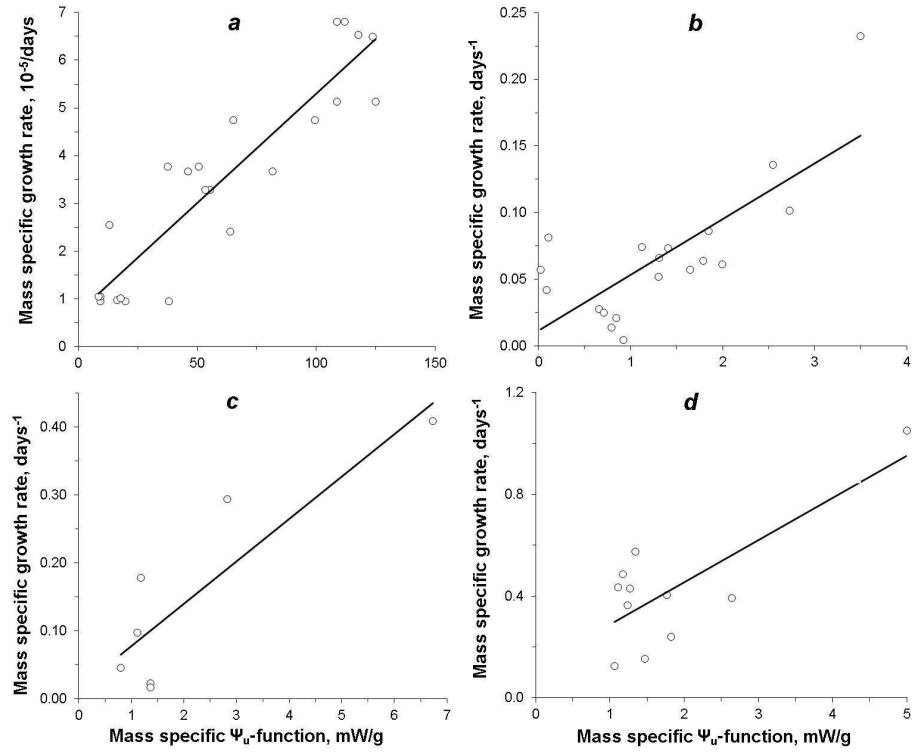 a
Mass specific growth rate, 10⁻⁵/days
7
6
5
4
3
2
1
0
0 50 100 150
b
Mass specific growth rate, days⁻¹
0.25
0.20
0.15
0.10
0.05
0.00
0 1 2 3 4
c
Mass specific growth rate, days⁻¹
0.40
0.30
0.20
0.10
0.00
0 1 2 3 4 5 6 7
Mass specific Ψᵤ-function, mW/g
d
Mass specific growth rate, days⁻¹
1.2
0.8
0.4
0.0
0 1 2 3 4 5
Mass specific Ψᵤ-function, mW/g